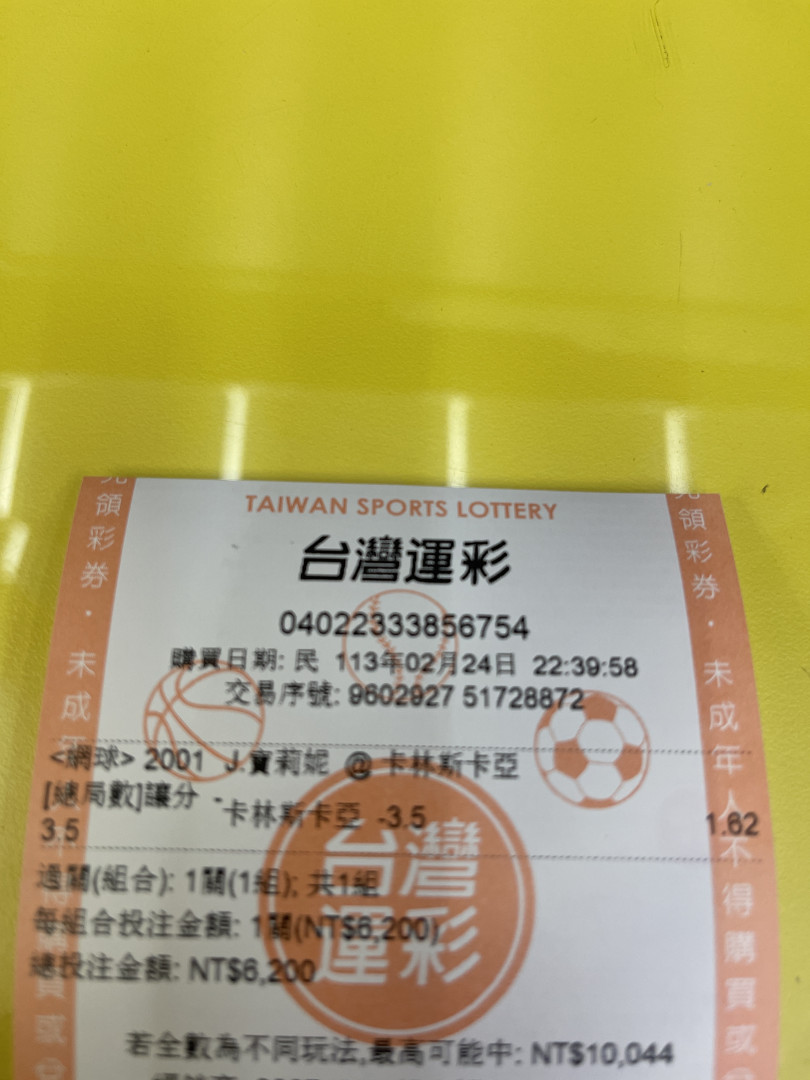 TAIWAN SPORTS LOTTERY
台灣運彩
04022333856754
購買日期: 民 113年02月24日 22:39:58
交易序號: 9602927 51728872
<網球> 2001 J.寶莉妮 @ 卡林斯卡亞
[總局數]讓分 - 卡林斯卡亞 -3.5 1.62
3.5
過關(組合): 1關(1組); 共1組
每組合投注金額: 1關(NT$6,200)
總投注金額: NT$6,200
台灣
運彩
若全數為不同玩法,最高可能中: NT$10,044
領彩券・未成年
領彩券・未成年人不得購買或